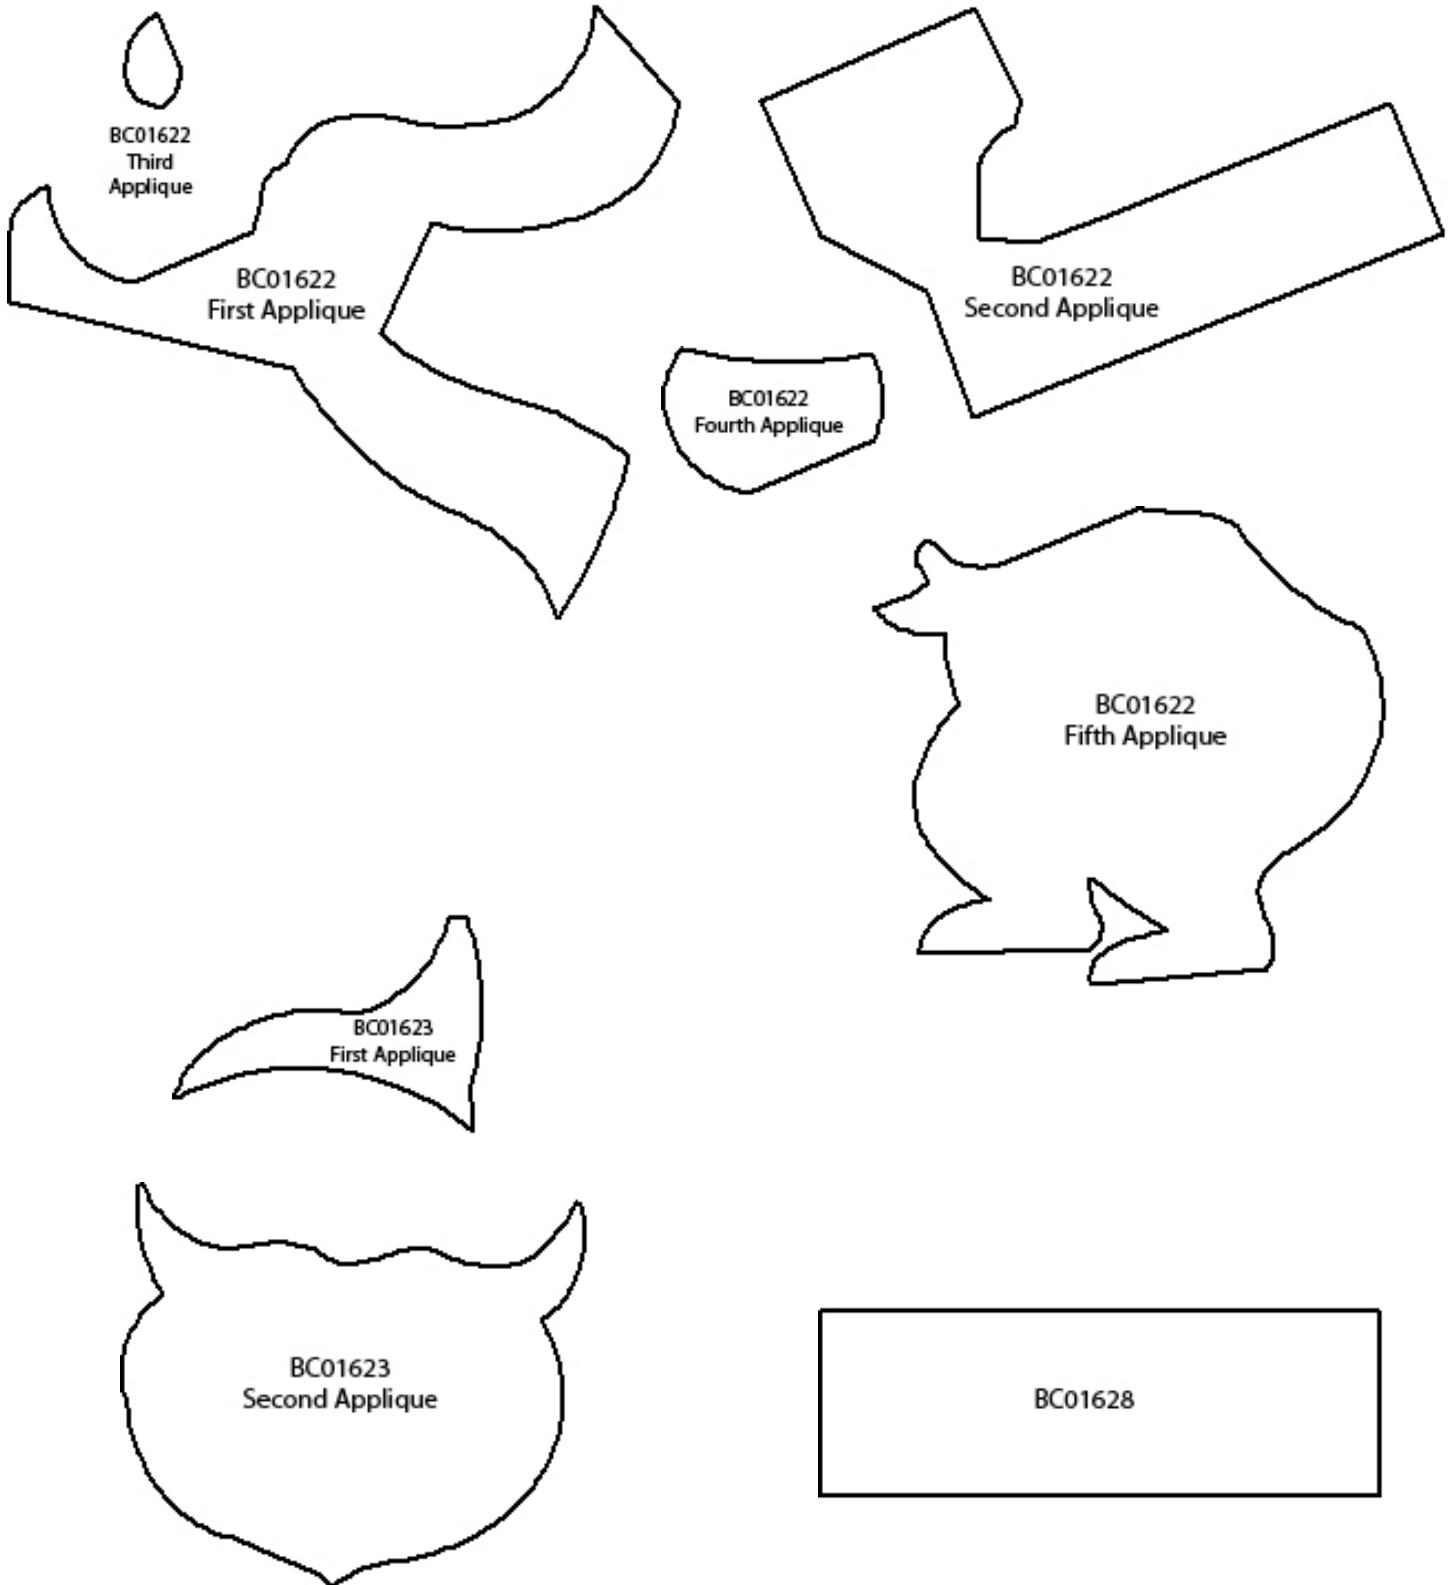 BC01622
Third
Applique
BC01622
First Applique
BC01622
Second Applique
BC01622
Fourth Applique
BC01622
Fifth Applique
BC01623
First Applique
BC01623
Second Applique
BC01628